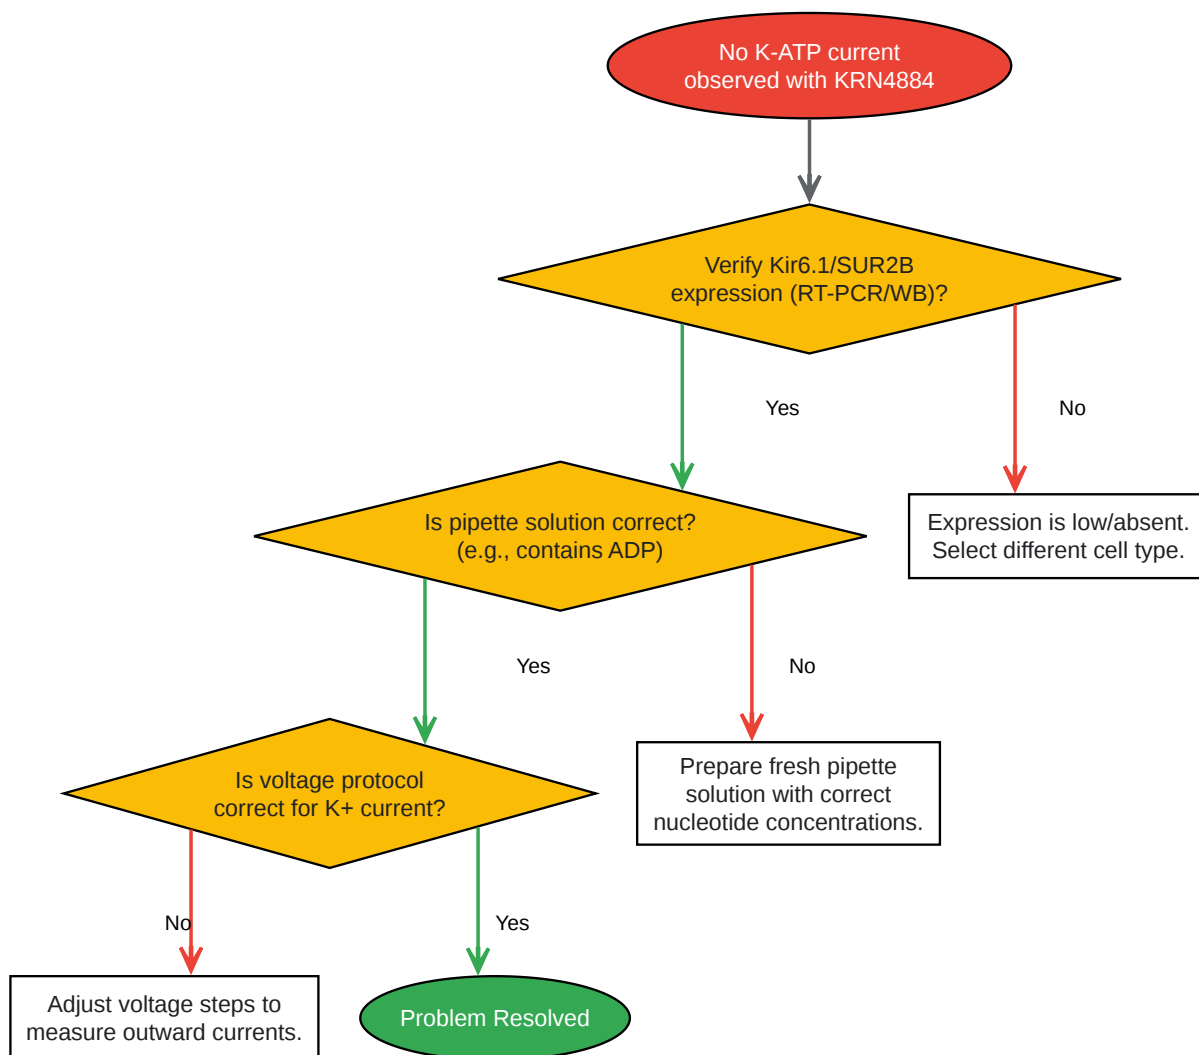 No K-ATP current
observed with KRN4884
Verify Kir6.1/SUR2B
expression (RT-PCR/WB)?
Yes
No
Is pipette solution correct?
(e.g., contains ADP)
Expression is low/absent.
Select different cell type.
Yes
No
Is voltage protocol
correct for K+ current?
Prepare fresh pipette
solution with correct
nucleotide concentrations.
No
Yes
Adjust voltage steps to
measure outward currents.
Problem Resolved